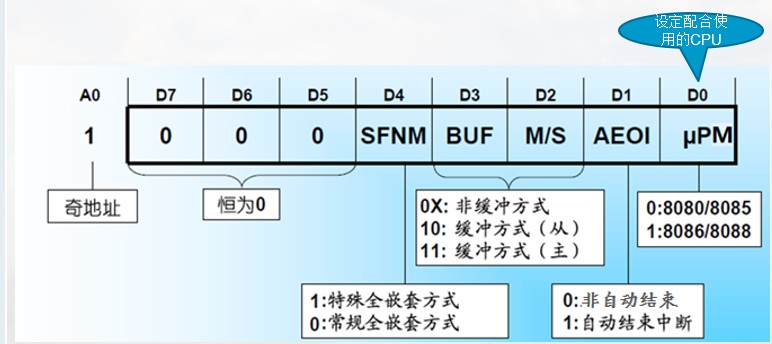 设定配合使
用的CPU
A0 D7 D6 D5 D4 D3 D2 D1 D0
1 0 0 0 SFNM BUF M/S AEOI μPM
奇地址
恒为0
0X: 非缓冲方式
10: 缓冲方式（从）
11: 缓冲方式（主）
0:8080/8085
1:8086/8088
1:特殊全嵌套方式
0:常规全嵌套方式
0:非自动结束
1:自动结束中断